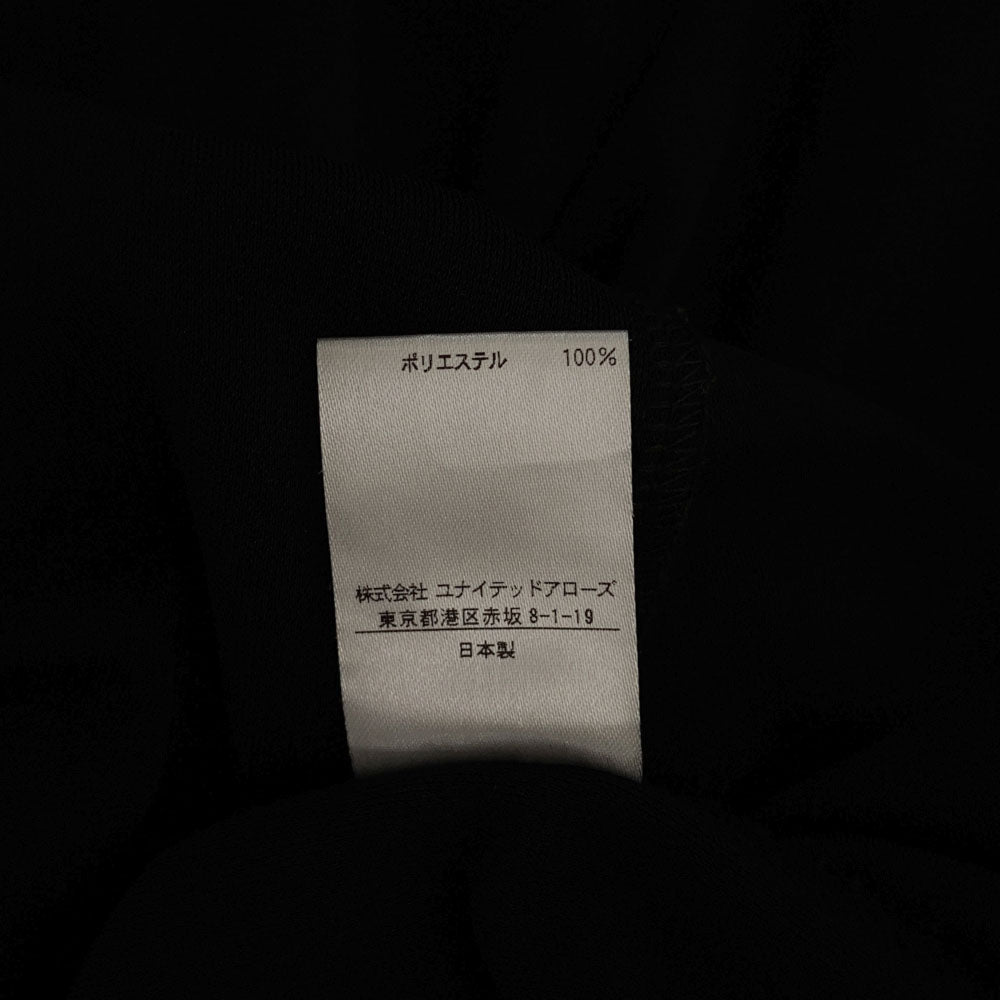 ポリエステル 100%
株式会社 ユナイテッドアローズ
東京都港区赤坂 8-1-19
日本製